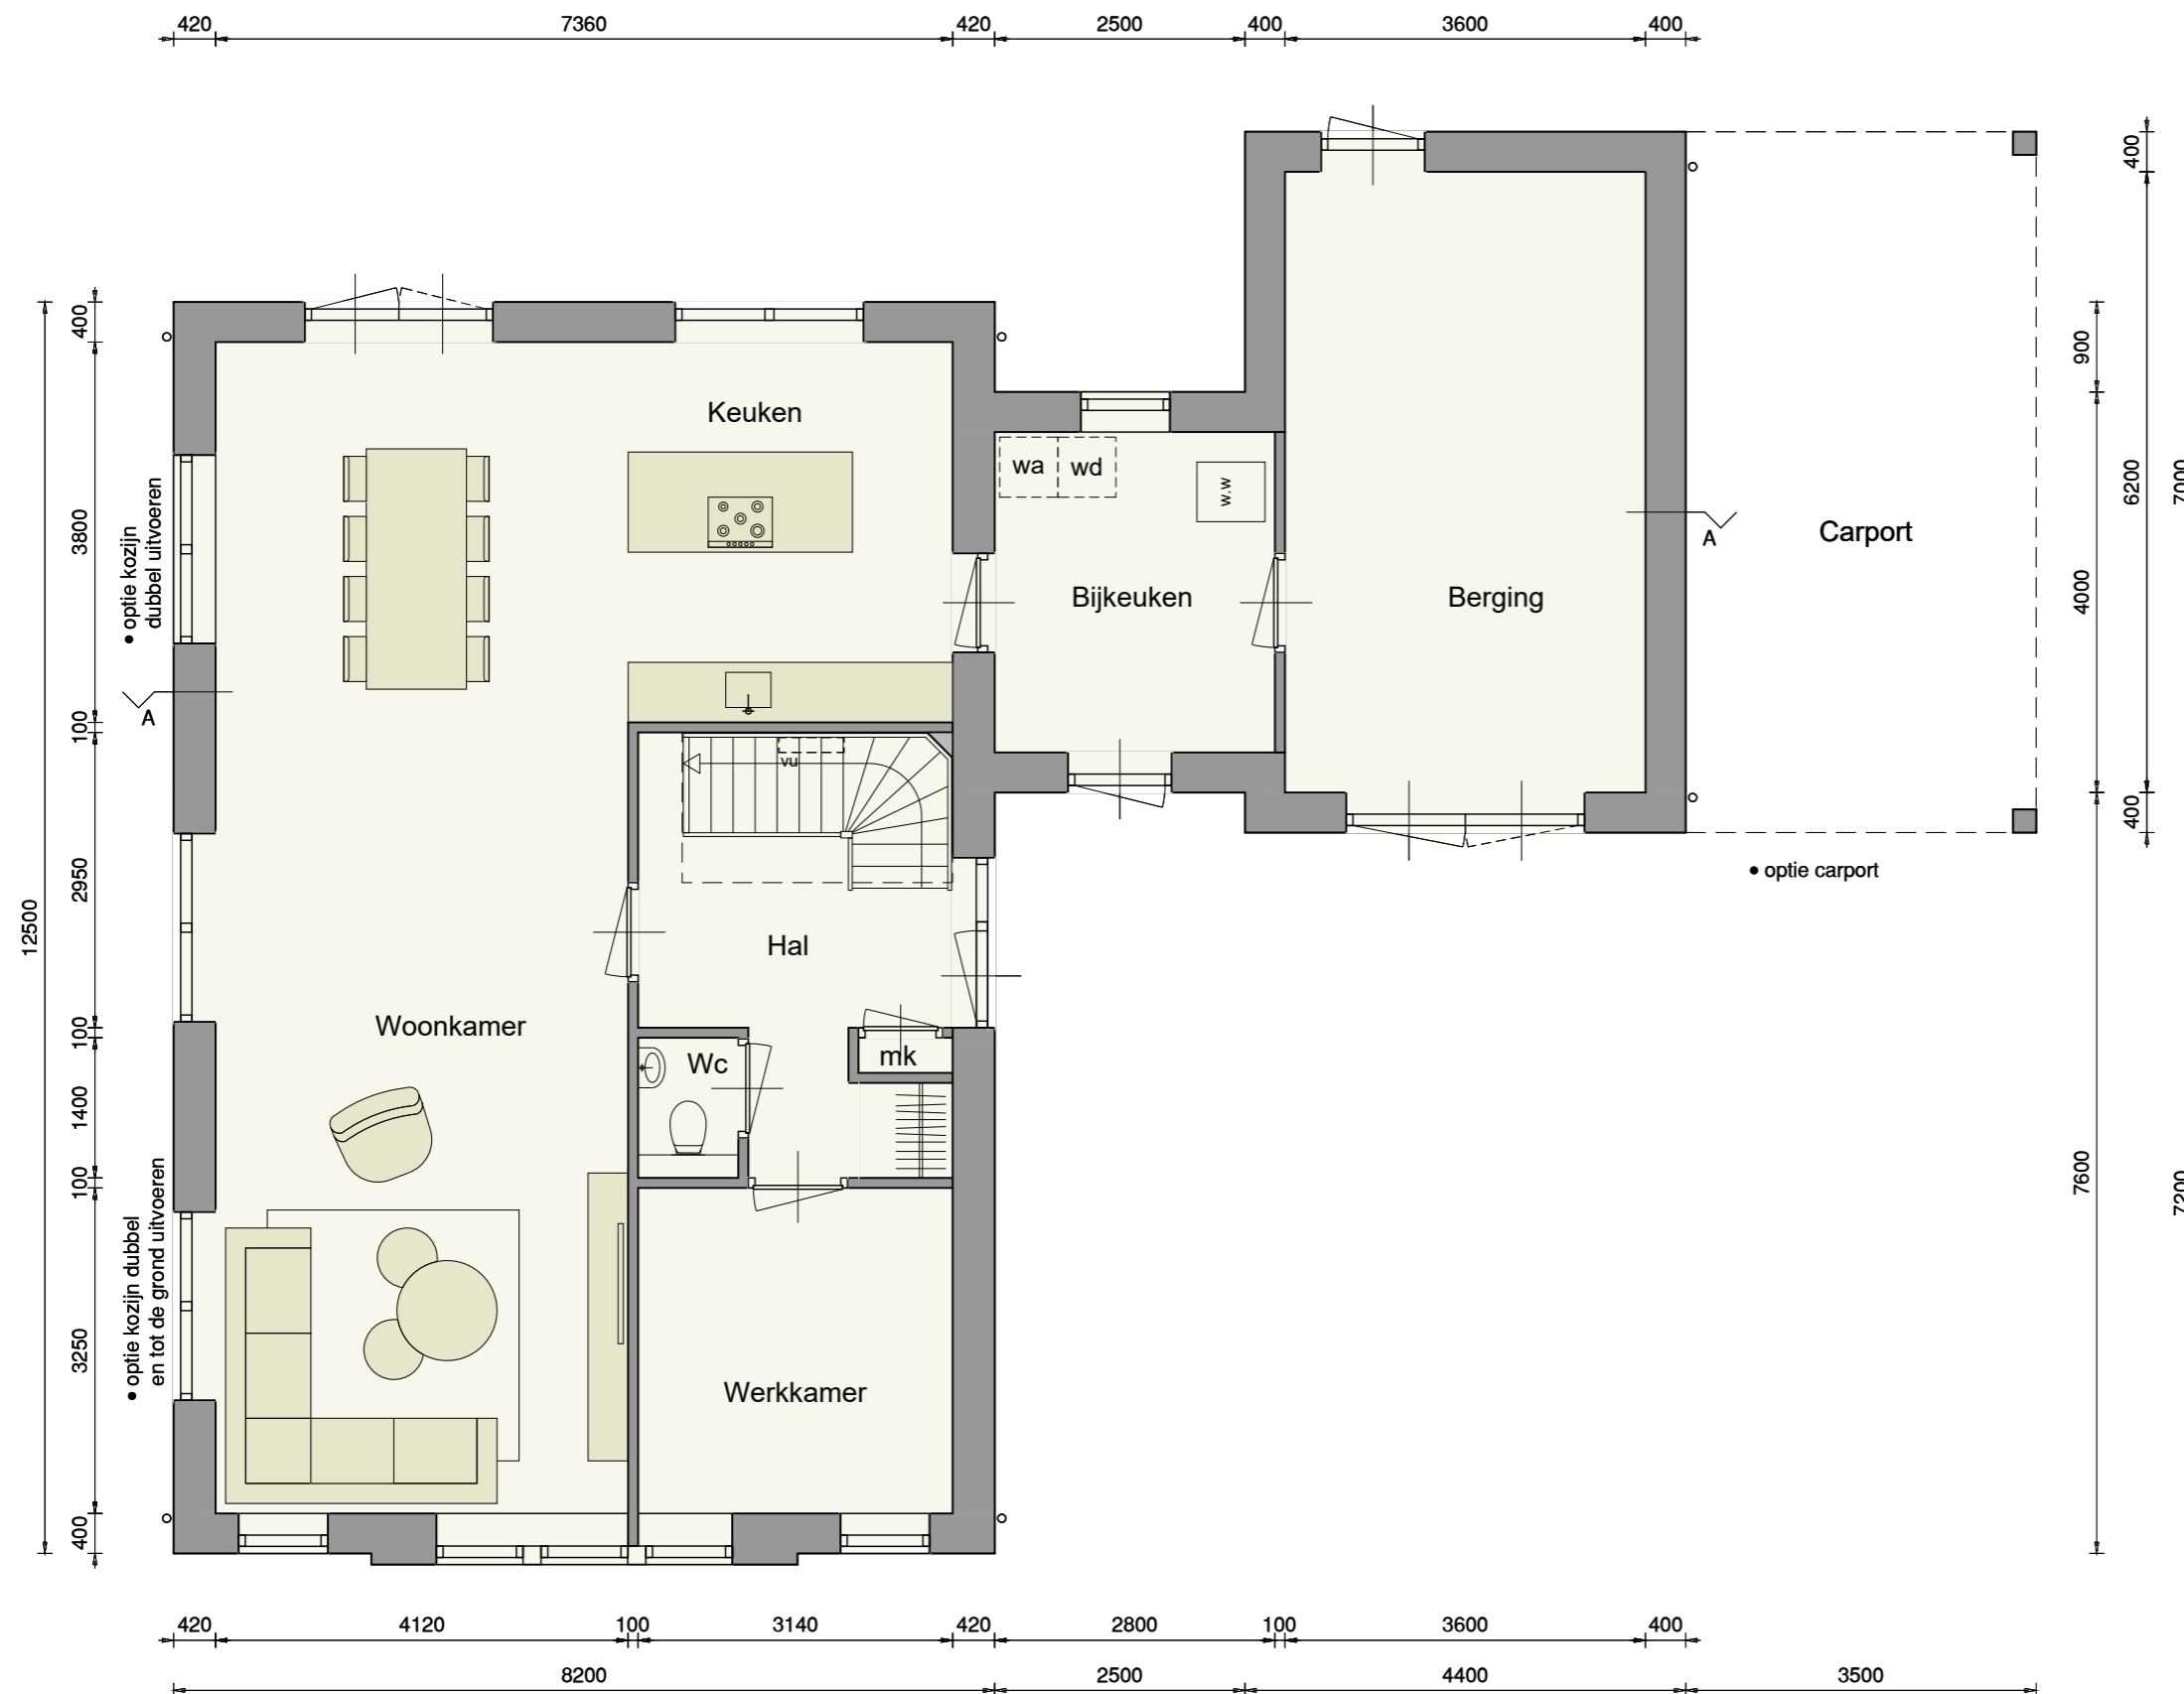 420
7360
420
2500
400
3600
400
400
6200
400
7000
7200
900
4000
7600
12500
400
3800
100
2950
100
1400
100
3250
400
Keuken
wa
wd
w.w
• optie kozijn
dubbel uitvoeren
A
Bijkeuken
Berging
A
Carport
• optie carport
vu
Hal
Woonkamer
Wc
mk
• optie kozijn dubbel
en tot de grond uitvoeren
Werkkamer
420
4120
100
3140
420
2800
100
3600
400
8200
2500
4400
3500